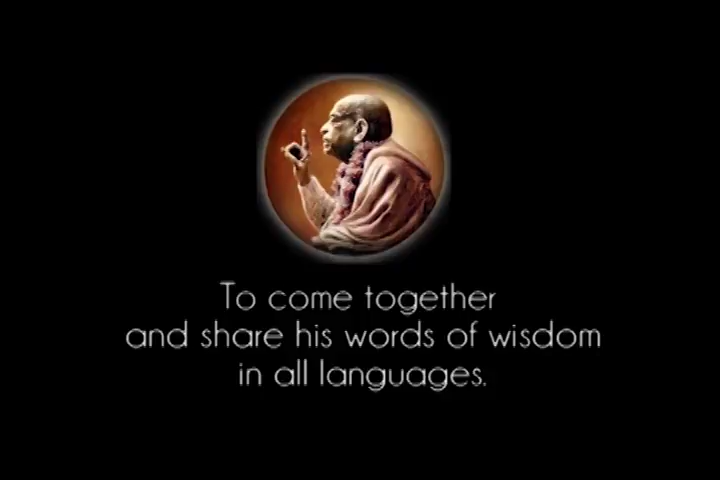 To come together
and share his words of wisdom
in all languages.